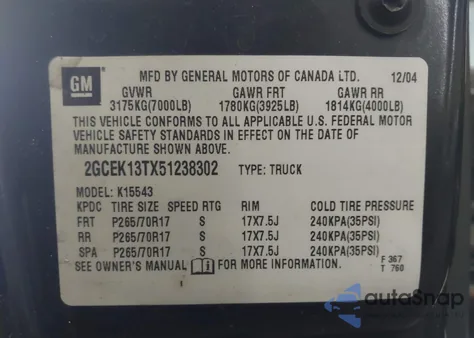 GM
MFD BY GENERAL MOTORS OF CANADA LTD. 12/04
GVWR GAWR FRT GAWR RR
3175KG(7000LB) 1780KG(3925LB) 1814KG(4000LB)
THIS VEHICLE CONFORMS TO ALL APPLICABLE U.S. FEDERAL MOTOR
VEHICLE SAFETY STANDARDS IN EFFECT ON THE DATE OF
MANUFACTURE SHOWN ABOVE.
2GCEK13TX51238302 TYPE: TRUCK
MODEL: K15543
KPDC TIRE SIZE SPEED RTG RIM COLD TIRE PRESSURE
FRT P265/70R17 S 17X7.5J 240KPA(35PSI)
RR P265/70R17 S 17X7.5J 240KPA(35PSI)
SPA P265/70R17 S 17X7.5J 240KPA(35PSI)
SEE OWNER'S MANUAL FOR MORE INFORMATION.
F 367
T 760
autoSnap